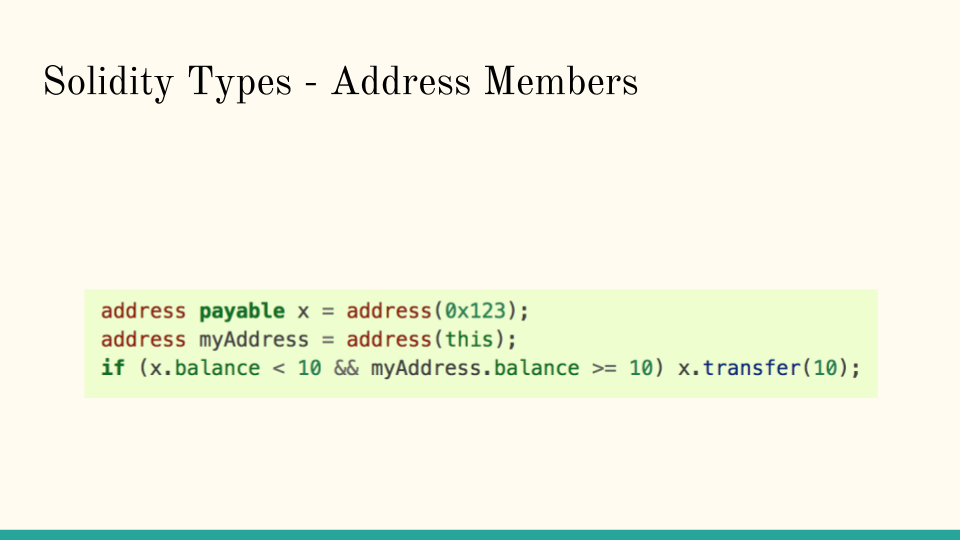 Solidity Types - Address Members
address payable x = address(0x123);
address myAddress = address(this);
if (x.balance < 10 && myAddress.balance >= 10) x.transfer(10);